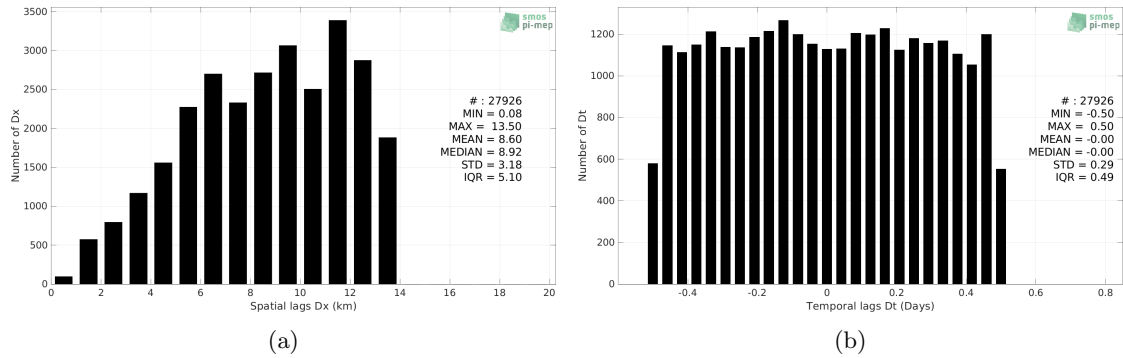 smos
pi-mep
3500
3000
2500
2000
1500
1000
500
0
Number of Dx
# : 27926
MIN = 0.08
MAX = 13.50
MEAN = 8.60
MEDIAN = 8.92
STD = 3.18
IQR = 5.10
0 2 4 6 8 10 12 14 16 18 20
Spatial lags Dx (km)
(a)
smos
pi-mep
1200
1000
800
600
400
200
0
Number of Dt
# : 27926
MIN = -0.50
MAX = 0.50
MEAN = -0.00
MEDIAN = -0.00
STD = 0.29
IQR = 0.49
-0.4 -0.2 0 0.2 0.4 0.6 0.8
Temporal lags Dt (Days)
(b)